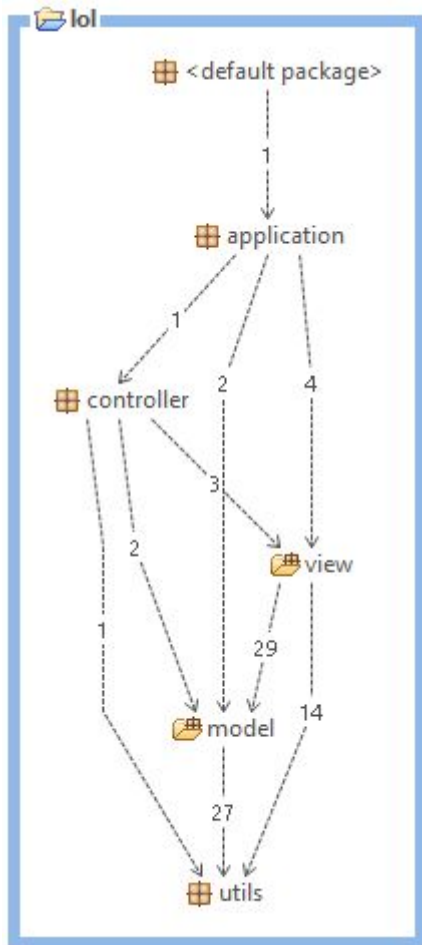 lol
<default package>
1
application
1
2
4
controller
3
2
view
1
29
14
model
27
utils